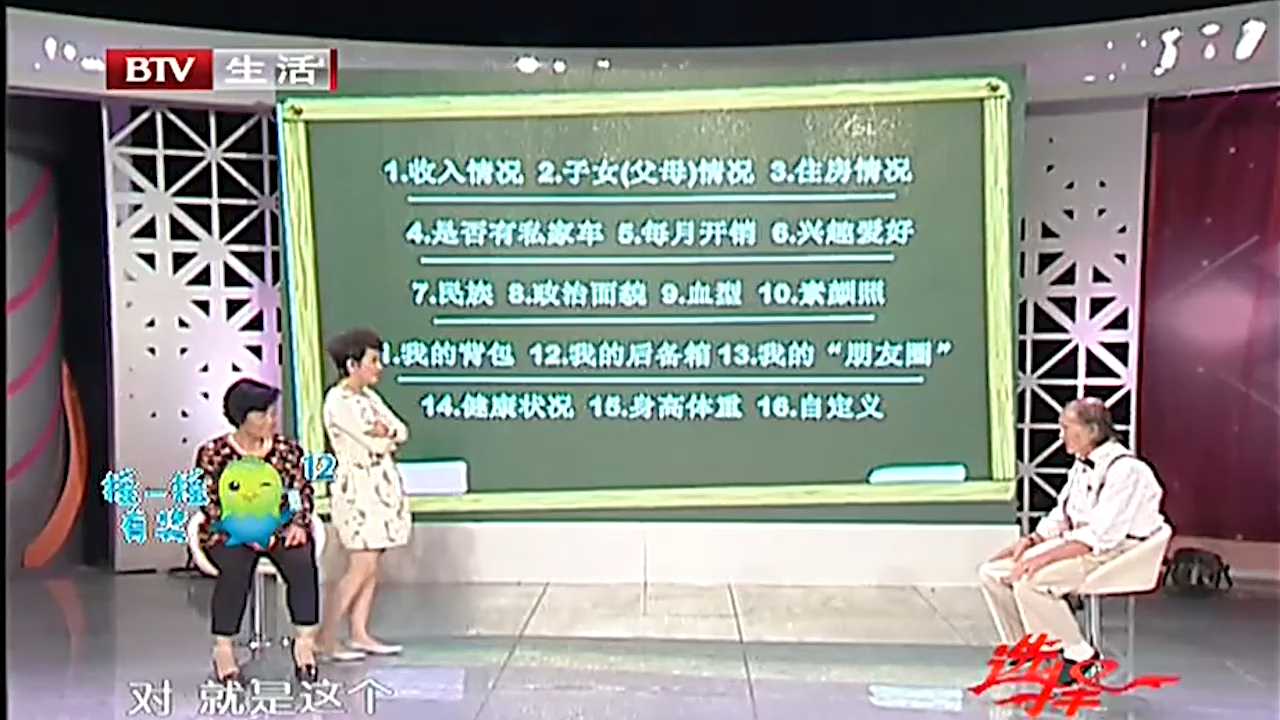 BTV 生活
1.收入情况 2.子女(父母)情况 3.住房情况
4.是否有私家车 5.每月开销 6.兴趣爱好
7.民族 8.政治面貌 9.血型 10.素颜照
1.我的背包 12.我的后备箱 13.我的“朋友圈”
14.健康状况 15.身高体重 16.自定义
12
摇一摇
有奖
选择
对 就是这个